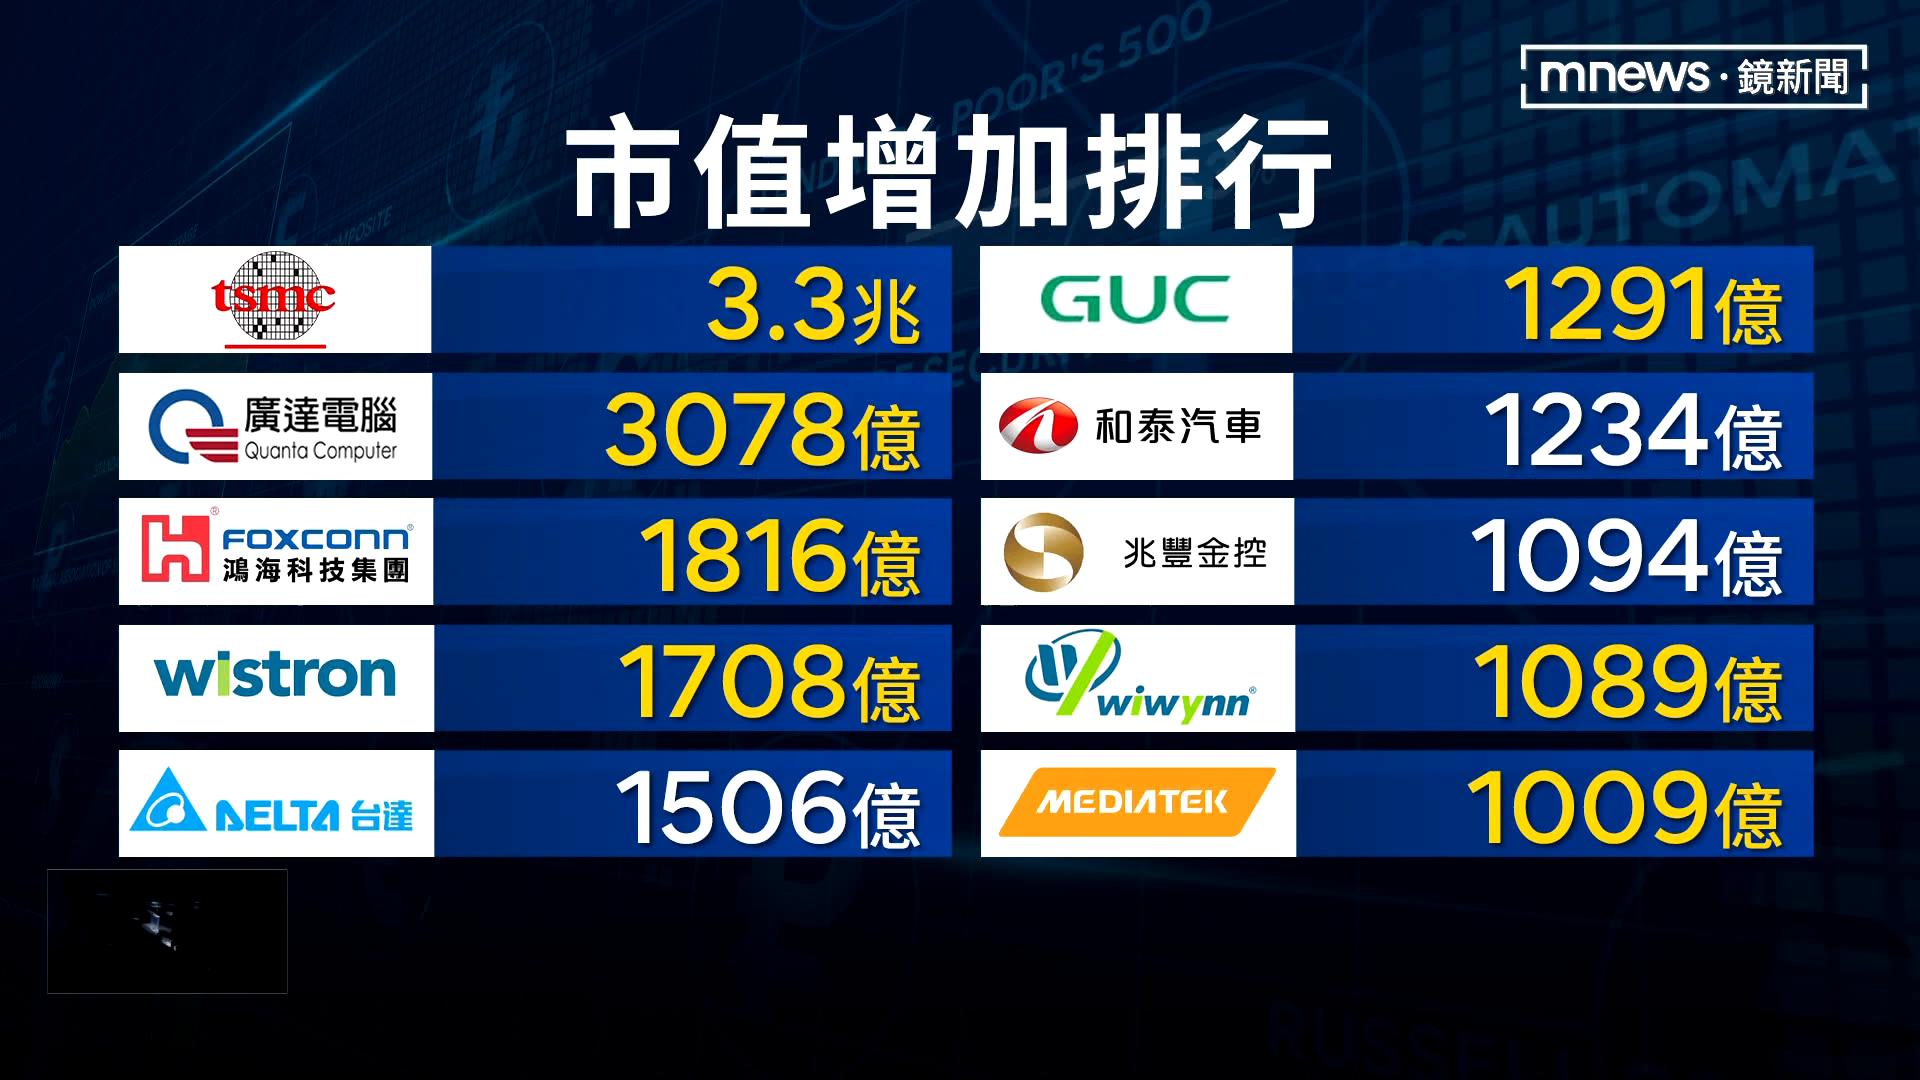 mnews·鏡新聞
市值增加排行
tsmc
3.3兆
廣達電腦
Quanta Computer
3078億
FOXCONN®
鴻海科技集團
1816億
wistron
1708億
DELTA 台達
1506億
GUC
1291億
和泰汽車
1234億
兆豐金控
1094億
wiwynn®
1089億
MEDIATEK
1009億
POOR'S 500
AUTOMA
RUSSELL